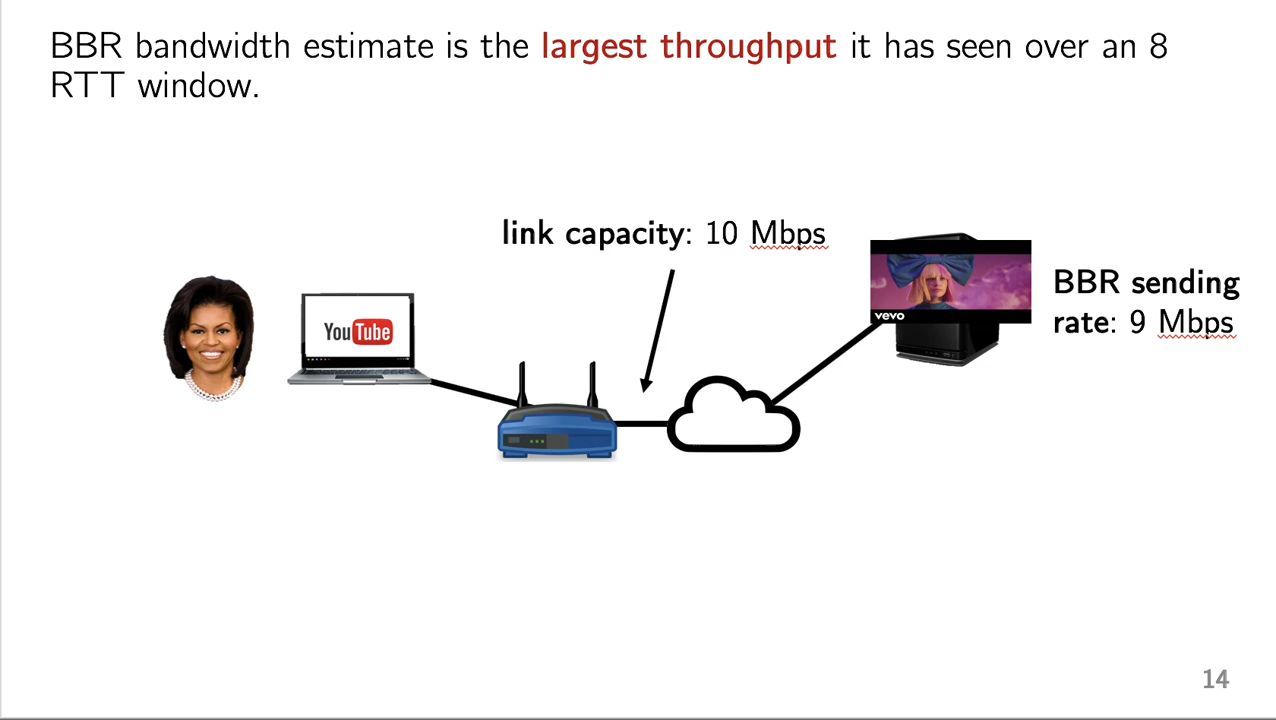 BBR bandwidth estimate is the largest throughput it has seen over an 8
RTT window.
link capacity: 10 Mbps
BBR sending
rate: 9 Mbps
YouTube
vevo
14